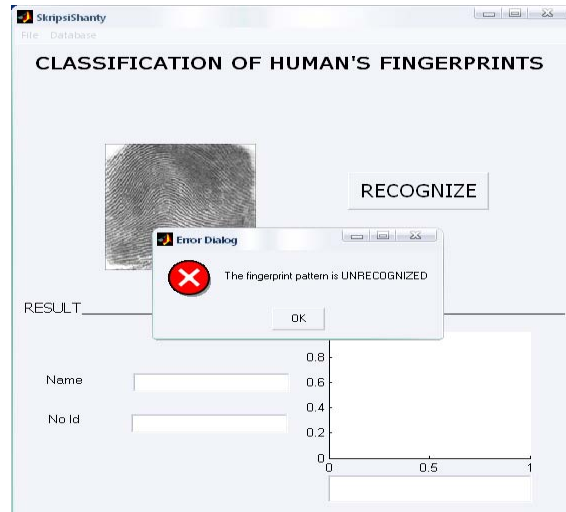 SkripsiShanty
File Database
CLASSIFICATION OF HUMAN'S FINGERPRINTS
RECOGNIZE
Error Dialog
The fingerprint pattern is UNRECOGNIZED
OK
RESULT
Name
No Id
0.8
0.6
0.4
0.2
0
0 0.5 1